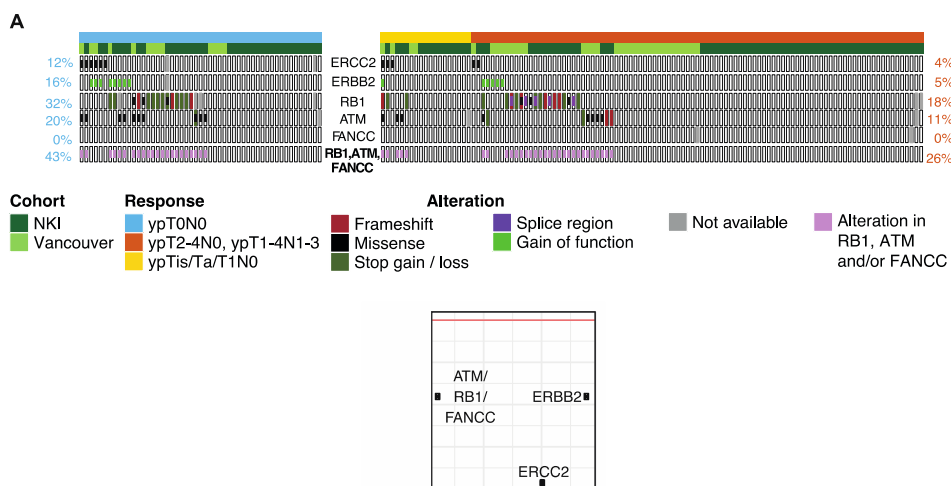 A
12% ERCC2 4%
16% ERBB2 5%
32% RB1 18%
20% ATM 11%
0% FANCC 0%
43% RB1,ATM, 26%
FANCC
Cohort Response Alteration
NKI ypT0N0 Frameshift Splice region Not available Alteration in
Vancouver ypT2-4N0, ypT1-4N1-3 Missense Gain of function RB1, ATM
ypTis/Ta/T1N0 Stop gain / loss and/or FANCC
ATM/
RB1/ ERBB2
FANCC
ERCC2